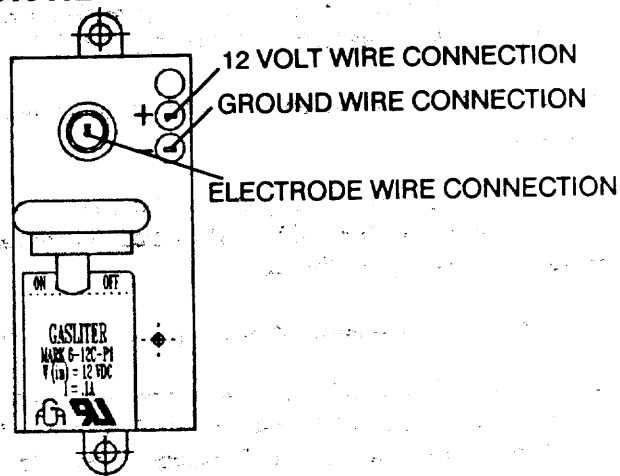 12 VOLT WIRE CONNECTION
+
GROUND WIRE CONNECTION
-
ELECTRODE WIRE CONNECTION
ON OFF
GASLITER
MARK 6-12C-P1
V(in) = 12 VDC
I = .1A